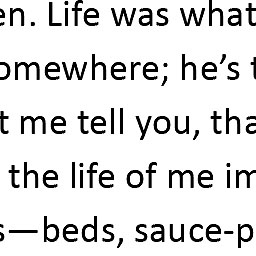 en. Life was what
omewhere; he’s t
t me tell you, tha
the life of me im
s—beds, sauce-p